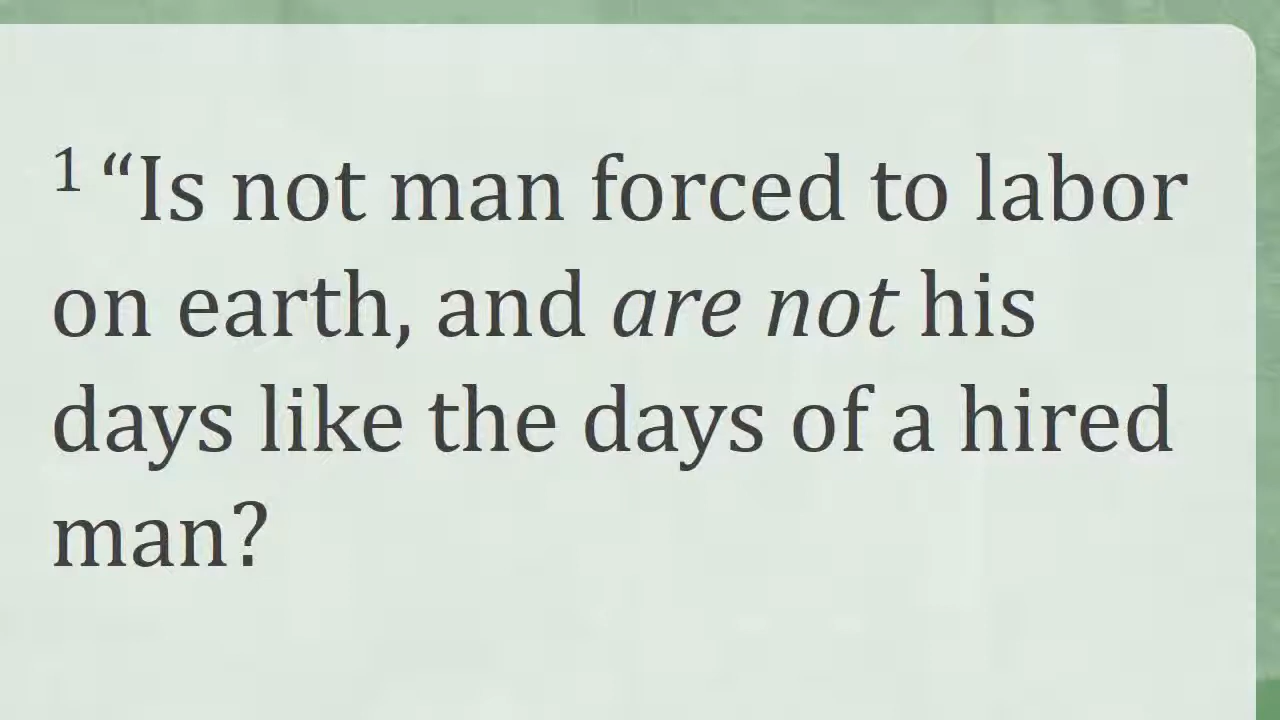 1 “Is not man forced to labor
on earth, and are not his
days like the days of a hired
man?